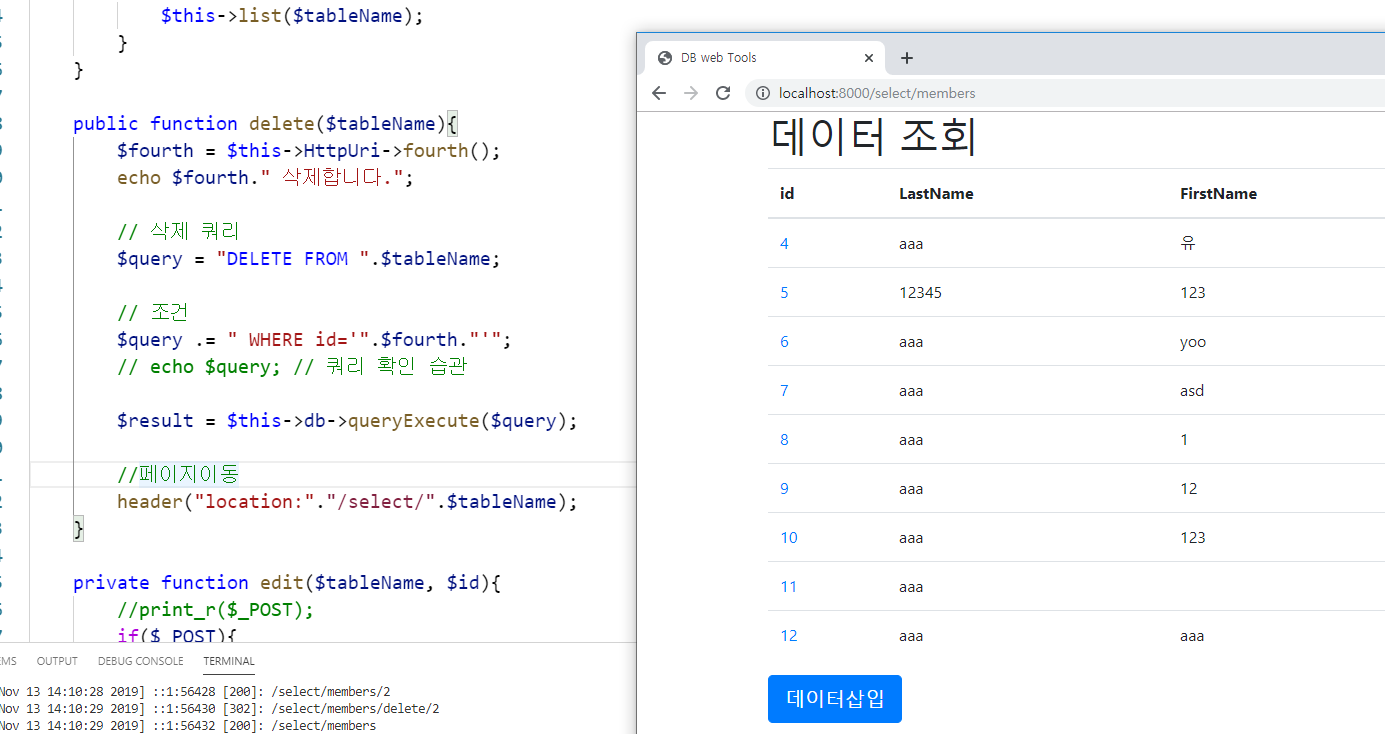 $this->list($tableName);
}
}
public function delete($tableName){
$fourth = $this->HttpUri->fourth();
echo $fourth." 삭제합니다.";
// 삭제 쿼리
$query = "DELETE FROM ".$tableName;
// 조건
$query .= " WHERE id='".$fourth."'";
// echo $query; // 쿼리 확인 습관
$result = $this->db->queryExecute($query);
//페이지이동
header("location:"."/select/".$tableName);
}
private function edit($tableName, $id){
//print_r($_POST);
if($_POST){
OUTPUT DEBUG CONSOLE TERMINAL
Nov 13 14:10:28 2019] ::1:56428 [200]: /select/members/2
Nov 13 14:10:29 2019] ::1:56430 [302]: /select/members/delete/2
Nov 13 14:10:29 2019] ::1:56432 [200]: /select/members
DB web Tools
localhost:8000/select/members
데이터 조회
id LastName FirstName
4 aaa 유
5 12345 123
6 aaa yoo
7 aaa asd
8 aaa 1
9 aaa 12
10 aaa 123
11 aaa
12 aaa aaa
데이터삽입